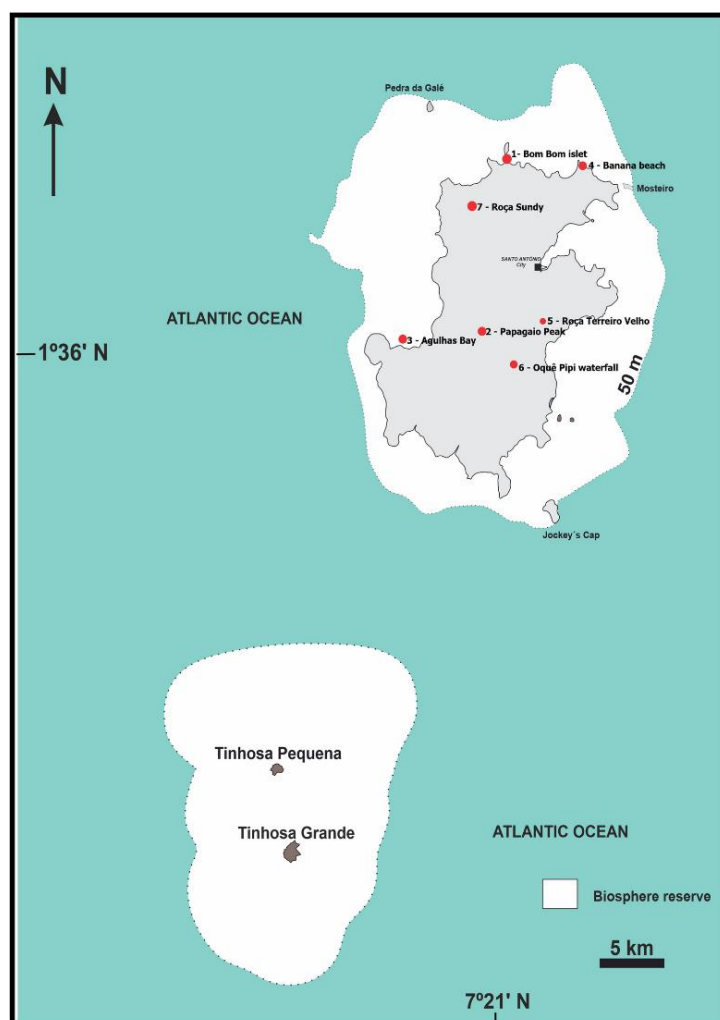 N
Pedra da Galé
1- Bom Bom islet
4 - Banana beach
Mosteiro
7 - Roça Sundy
SANTO ANTÓNIO
City
ATLANTIC OCEAN
5 - Roça Terreiro Velho
2 - Papagaio Peak
3 - Agulhas Bay
1º36' N
6 - Oquê Pipi waterfall
50 m
Jockey´s Cap
Tinhosa Pequena
Tinhosa Grande
ATLANTIC OCEAN
Biosphere reserve
5 km
7º21' N